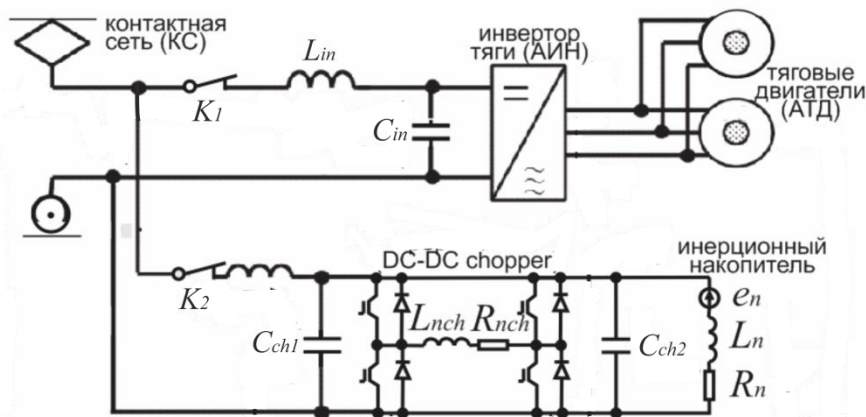 контактная
сеть (КС)
Lin
K1
Cin
инвертор
тяги (АИН)
тяговые
двигатели
(АТД)
DC-DC chopper
инерционный
накопитель
K2
Cch1
Lnch Rnch
Cch2
en
Ln
Rn